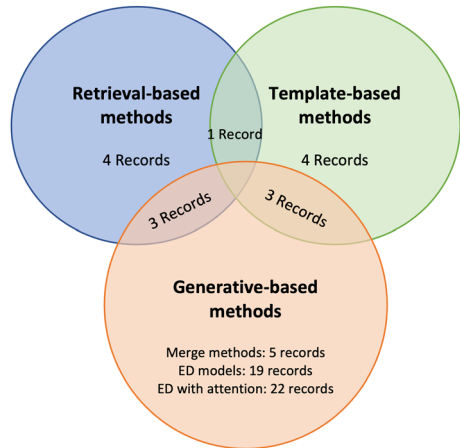 Retrieval-based
methods
4 Records
Template-based
methods
4 Records
1 Record
3 Records
3 Records
Generative-based
methods
Merge methods: 5 records
ED models: 19 records
ED with attention: 22 records